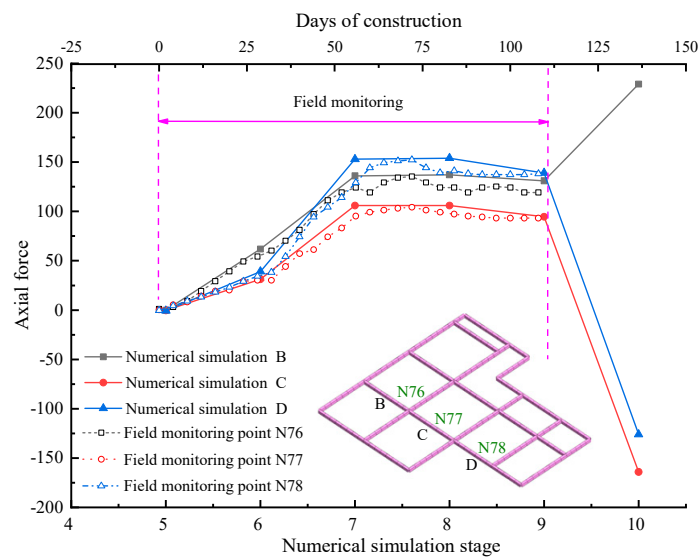 Days of construction
-25 0 25 50 75 100 125 150
250
200
150
100
50
0
-50
-100
-150
-200
Axial force
Field monitoring
Numerical simulation B
Numerical simulation C
Numerical simulation D
Field monitoring point N76
Field monitoring point N77
Field monitoring point N78
N76
B
N77
C
N78
D
4 5 6 7 8 9 10
Numerical simulation stage